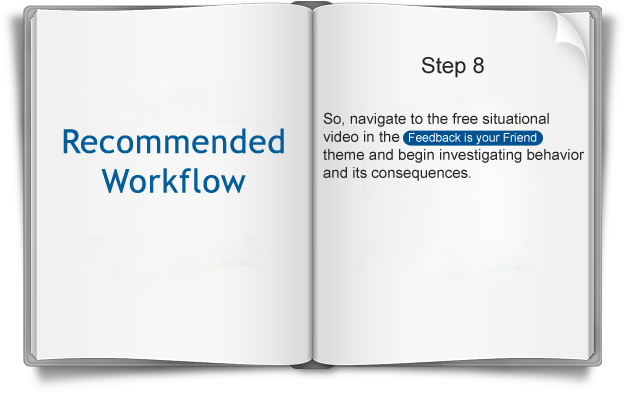 Recommended
Workflow
Step 8
So, navigate to the free situational
video in the Feedback is your Friend
theme and begin investigating behavior
and its consequences.